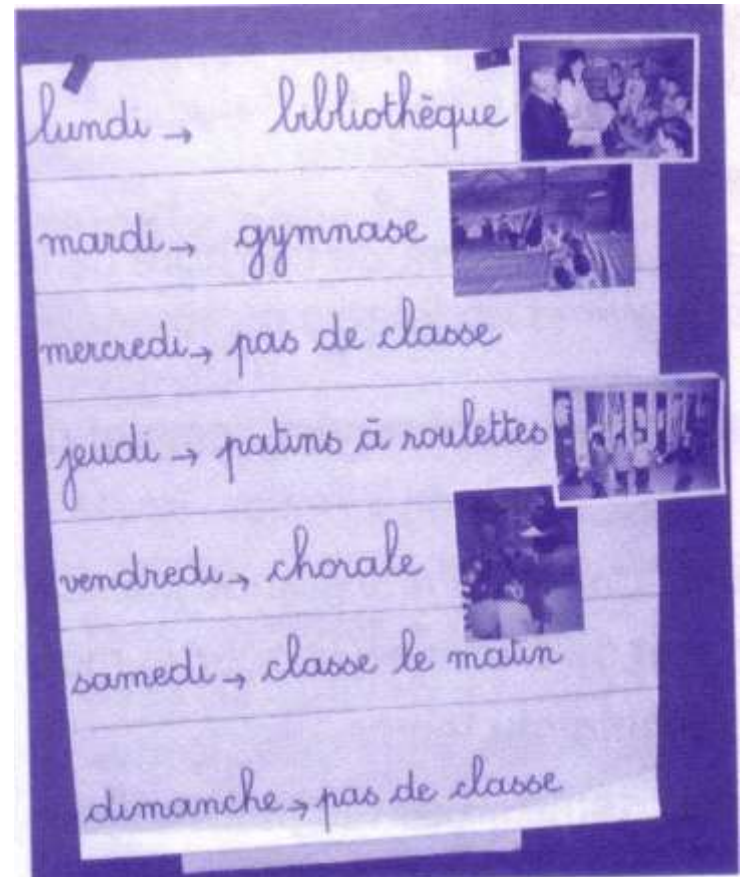 lundi → bibliothèque
mardi → gymnase
mercredi → pas de classe
jeudi → patins à roulettes
vendredi → chorale
samedi → classe le matin
dimanche → pas de classe